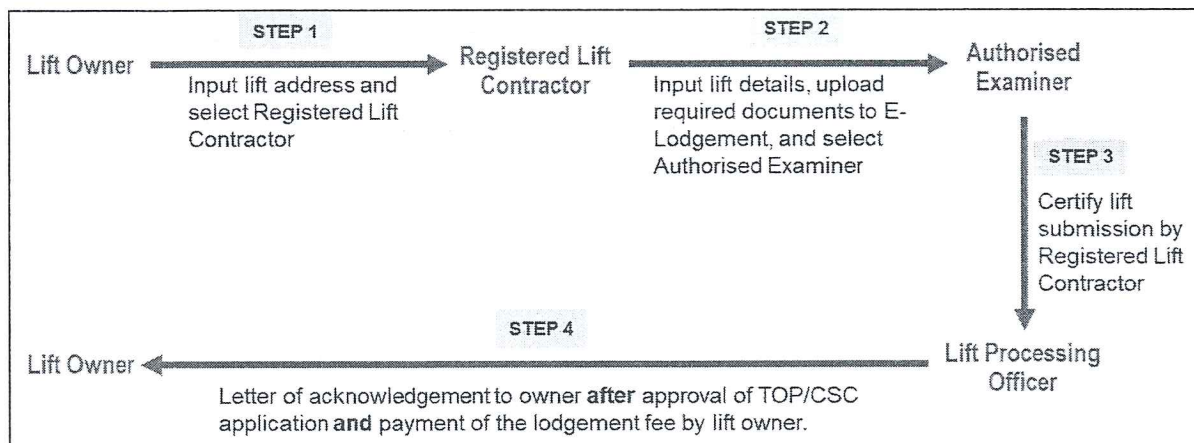 STEP 1
STEP 2
Lift Owner
Registered Lift
Contractor
Authorised
Examiner
Input lift address and
select Registered Lift
Contractor
Input lift details, upload
required documents to E-
Lodgement, and select
Authorised Examiner
STEP 3
Certify lift
submission by
Registered Lift
Contractor
STEP 4
Lift Owner
Lift Processing
Officer
Letter of acknowledgement to owner after approval of TOP/CSC
application and payment of the lodgement fee by lift owner.